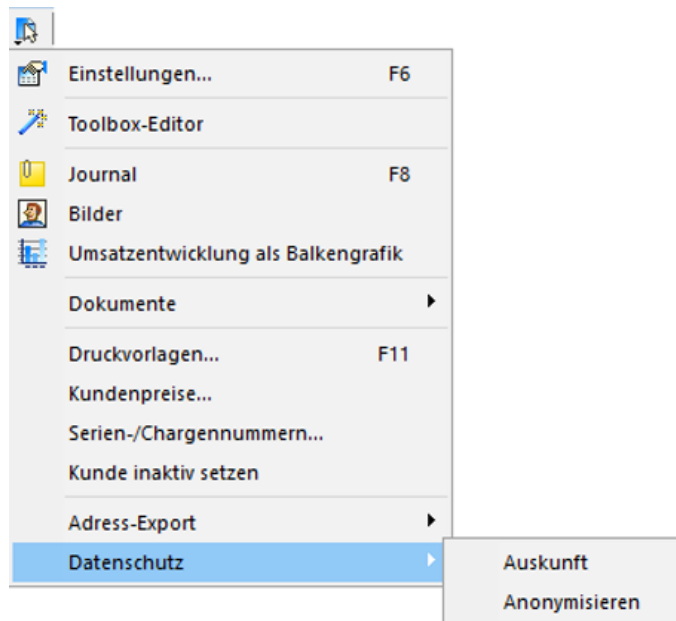 Einstellungen... F6
Toolbox-Editor
Journal F8
Bilder
Umsatzentwicklung als Balkengrafik
Dokumente
Druckvorlagen... F11
Kundenpreise...
Serien-/Chargennummern...
Kunde inaktiv setzen
Adress-Export
Datenschutz
Auskunft
Anonymisieren